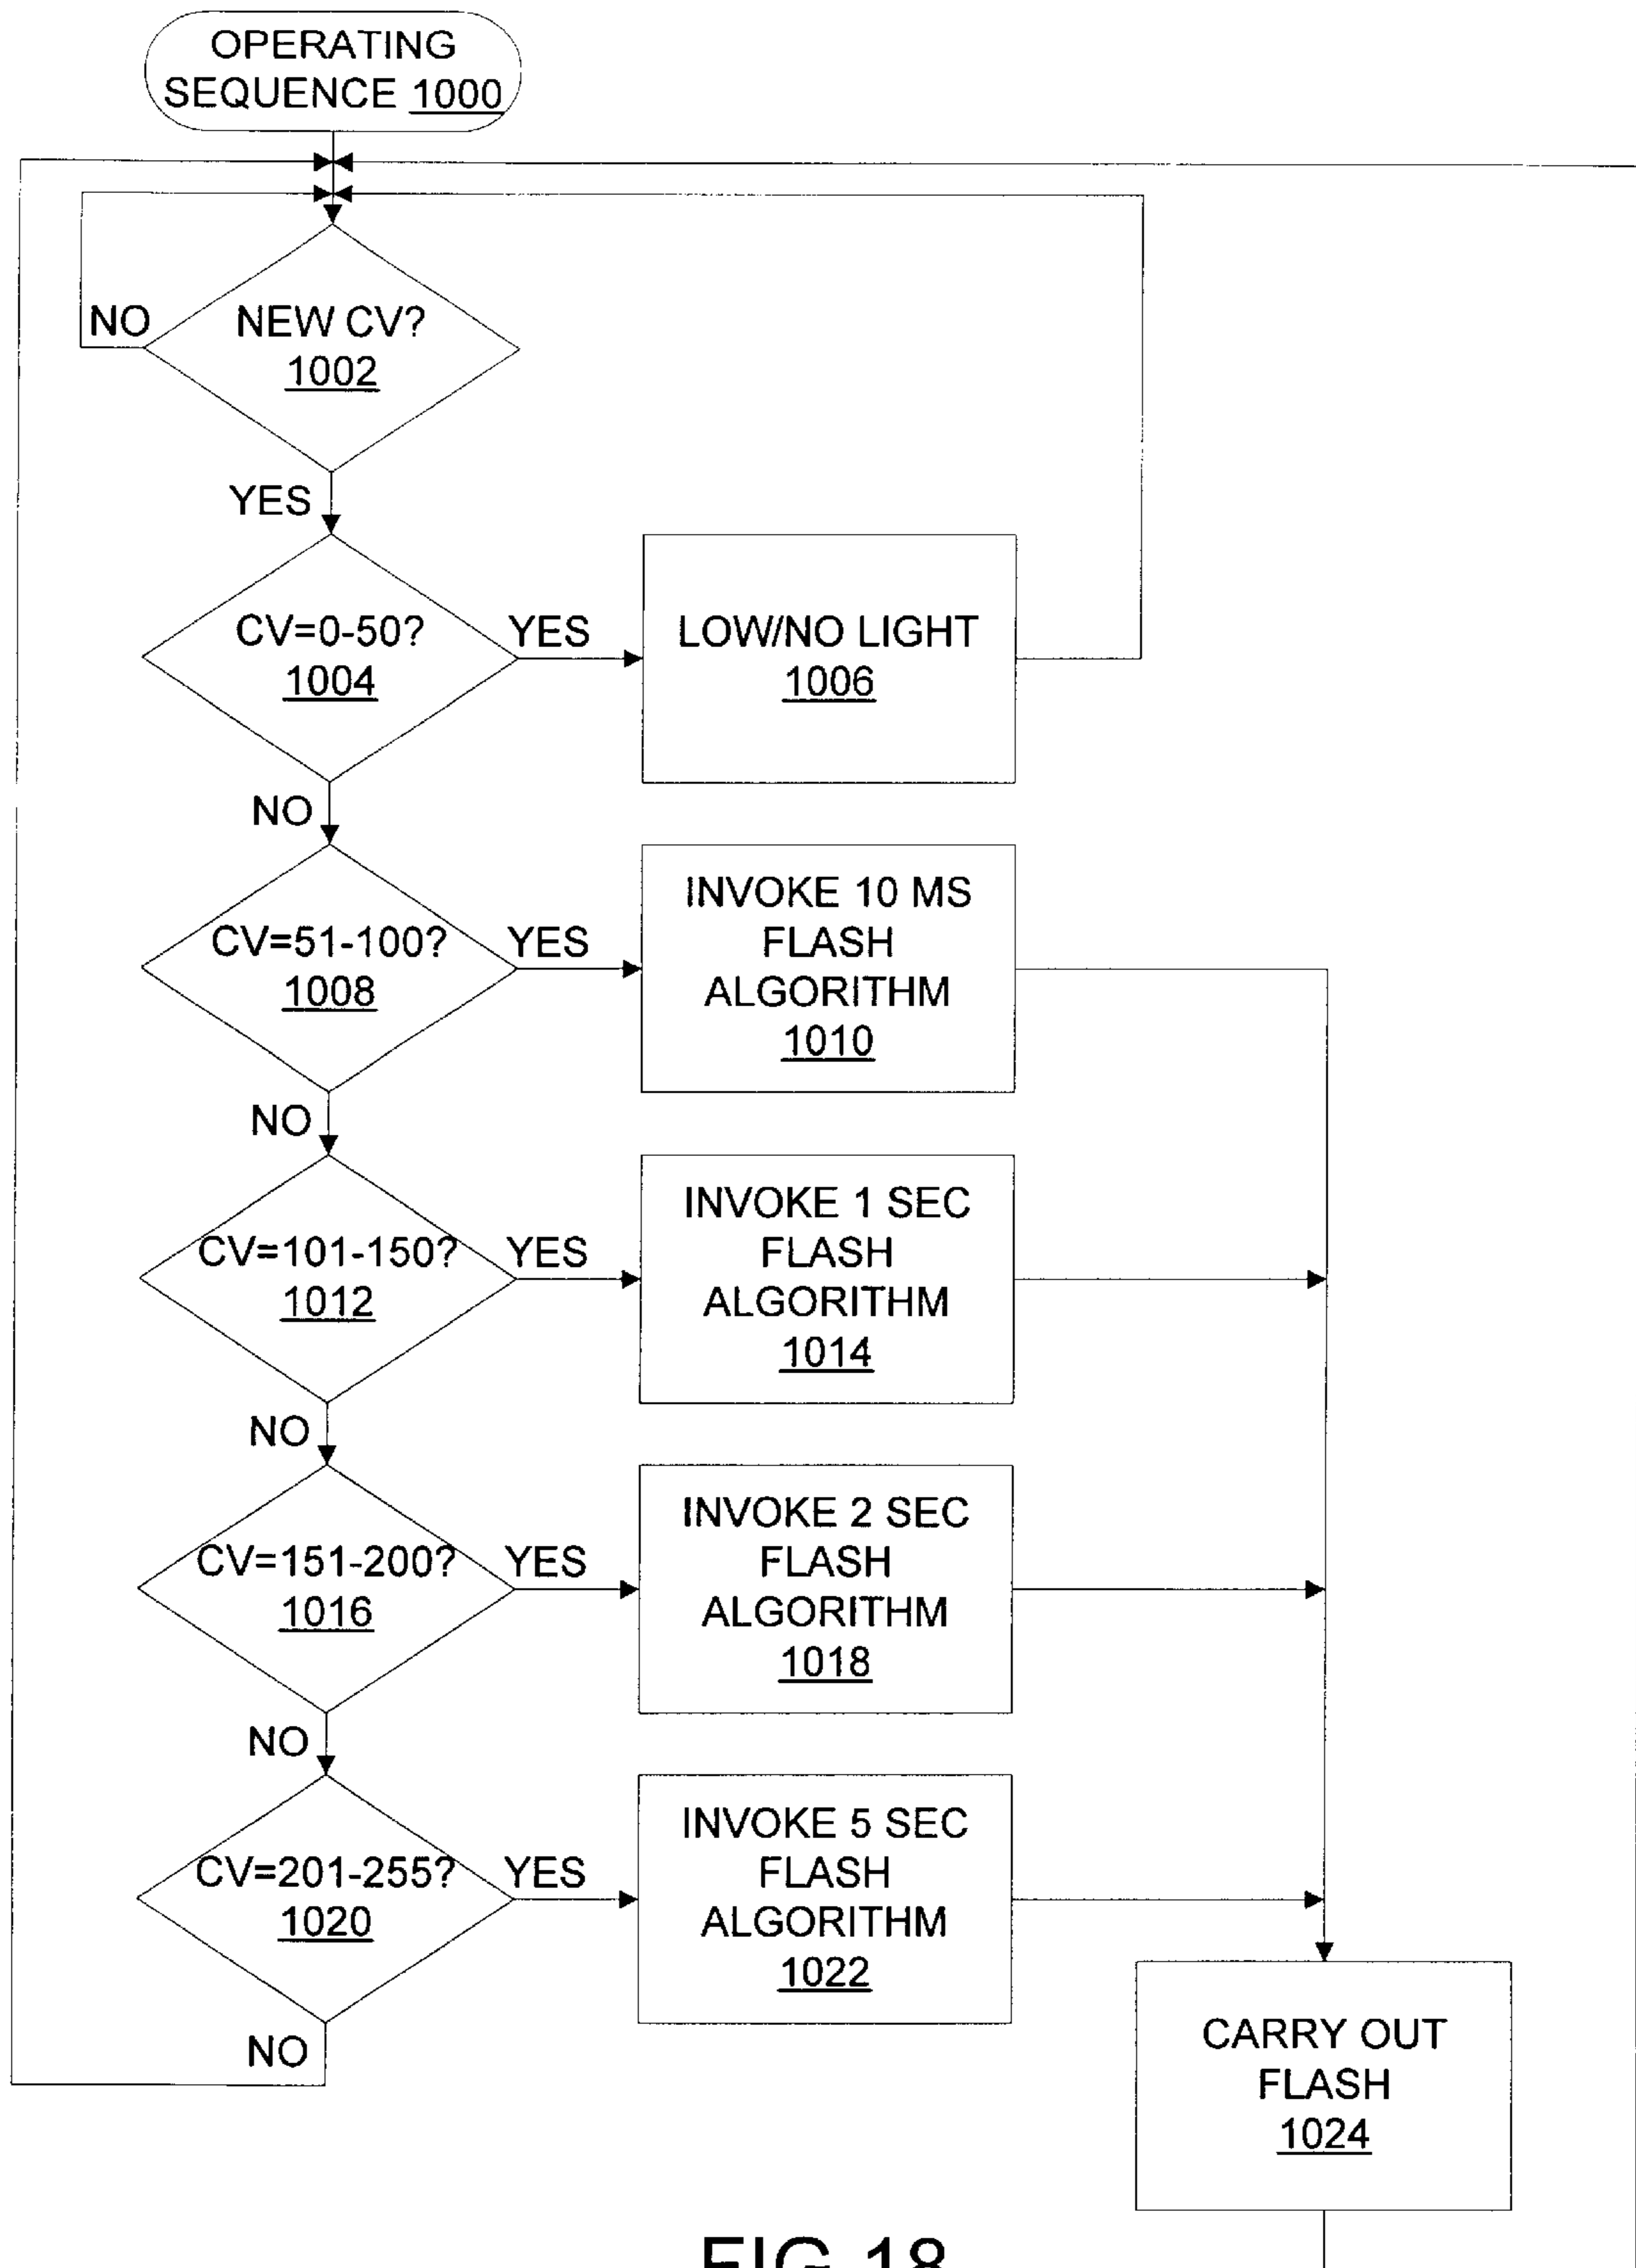 OPERATING
SEQUENCE 1000
NO
NEW CV?
1002
YES
CV=0-50?
1004
YES
LOW/NO LIGHT
1006
NO
CV=51-100?
1008
YES
INVOKE 10 MS
FLASH
ALGORITHM
1010
NO
CV=101-150?
1012
YES
INVOKE 1 SEC
FLASH
ALGORITHM
1014
NO
CV=151-200?
1016
YES
INVOKE 2 SEC
FLASH
ALGORITHM
1018
NO
CV=201-255?
1020
YES
INVOKE 5 SEC
FLASH
ALGORITHM
1022
NO
CARRY OUT
FLASH
1024
FIG 18